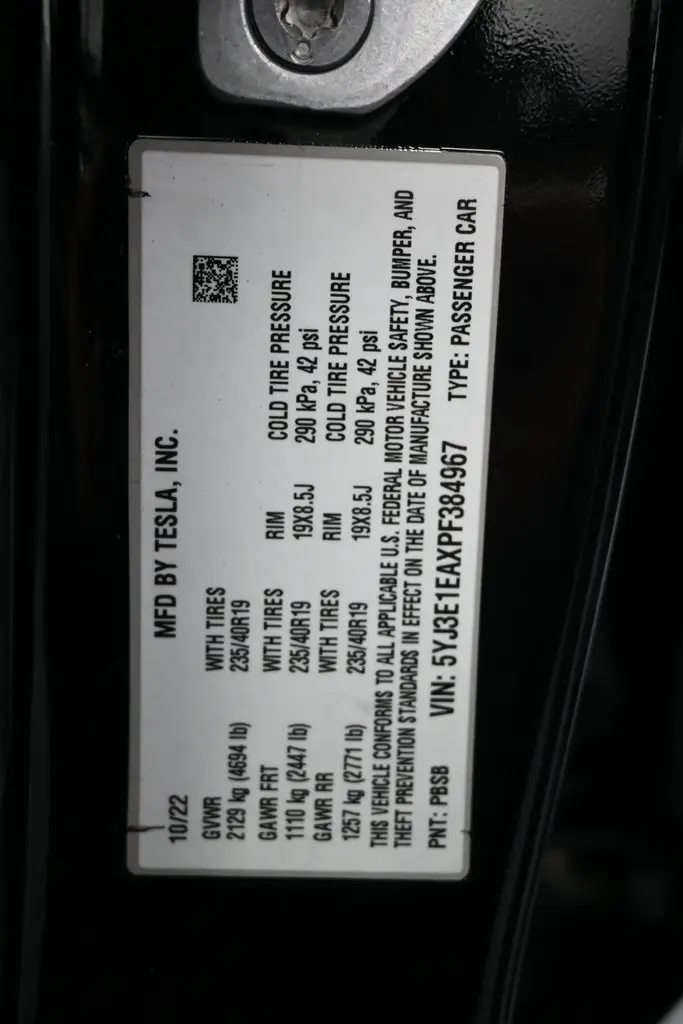 MFD BY TESLA, INC.
10/22
GVWR WITH TIRES
2129 kg (4694 lb) 235/40R19
GAWR FRT WITH TIRES RIM COLD TIRE PRESSURE
1110 kg (2447 lb) 235/40R19 19X8.5J 290 kPa, 42 psi
GAWR RR WITH TIRES RIM COLD TIRE PRESSURE
1257 kg (2771 lb) 235/40R19 19X8.5J 290 kPa, 42 psi
THIS VEHICLE CONFORMS TO ALL APPLICABLE U.S. FEDERAL MOTOR VEHICLE SAFETY, BUMPER, AND
THEFT PREVENTION STANDARDS IN EFFECT ON THE DATE OF MANUFACTURE SHOWN ABOVE.
PNT: PBSB VIN: 5YJ3E1EAXPF384967 TYPE: PASSENGER CAR